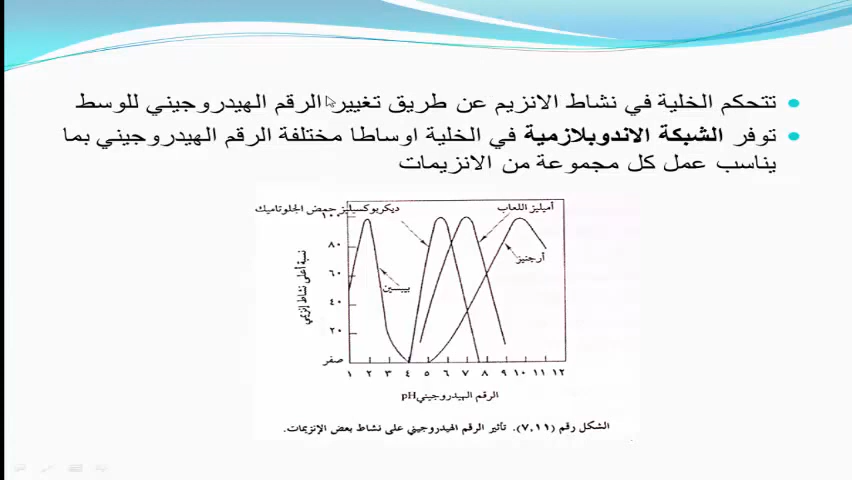 تتحكم الخلية في نشاط الانزيم عن طريق تغيير الرقم الهيدروجيني للوسط
توفر الشبكة الاندوبلازمية في الخلية اوساطا مختلفة الرقم الهيدروجيني بما
يناسب عمل كل مجموعة من الانزيمات
أميليز اللعاب
ديكربوكسيليز حمض الجلوتاميك
أرجنيز
بيبسين
نسبة أعلى نشاط إنزيمي
١٠٠
٨٠
٦٠
٤٠
٢٠
صفر
١ ٢ ٣ ٤ ٥ ٦ ٧ ٨ ٩ ١٠ ١١ ١٢
الرقم الهيدروجيني pH
الشكل رقم (٧,١١). تأثير الرقم الهيدروجيني على نشاط بعض الإنزيمات.